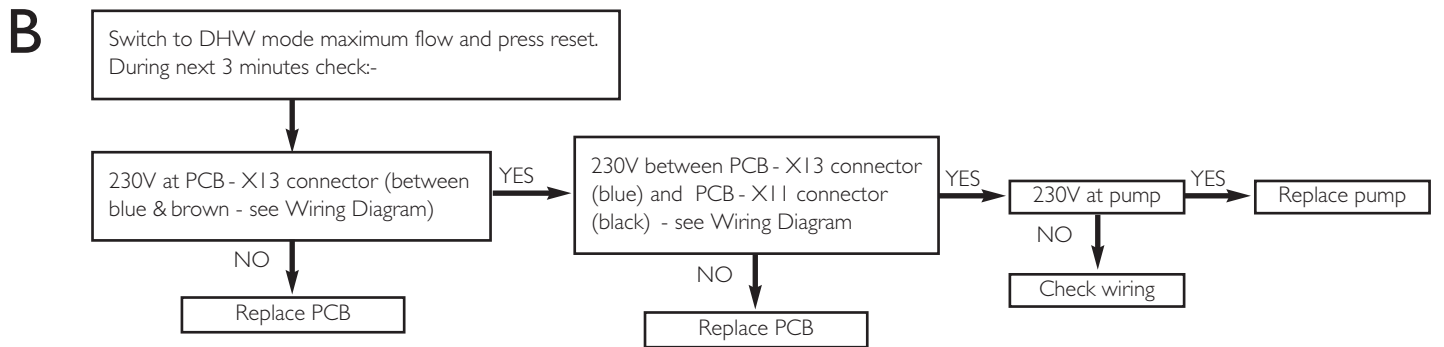 B
Switch to DHW mode maximum flow and press reset.
During next 3 minutes check:-
230V at PCB - X13 connector (between
blue & brown - see Wiring Diagram)
YES
230V between PCB - X13 connector
(blue) and PCB - X11 connector
(black) - see Wiring Diagram
YES
230V at pump
YES
Replace pump
NO
Replace PCB
NO
Replace PCB
NO
Check wiring